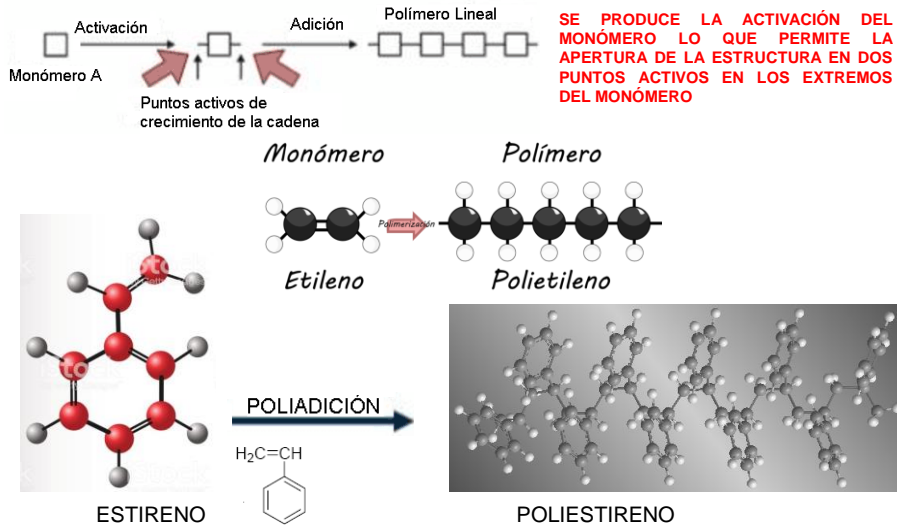 Activación
Adición
Polímero Lineal
Monómero A
Puntos activos de
crecimiento de la cadena
SE PRODUCE LA ACTIVACIÓN DEL
MONÓMERO LO QUE PERMITE LA
APERTURA DE LA ESTRUCTURA EN DOS
PUNTOS ACTIVOS EN LOS EXTREMOS
DEL MONÓMERO
Monómero
Polímero
Polimerización
Etileno
Polietileno
POLIADICIÓN
H₂C=CH
ESTIRENO
POLIESTIRENO